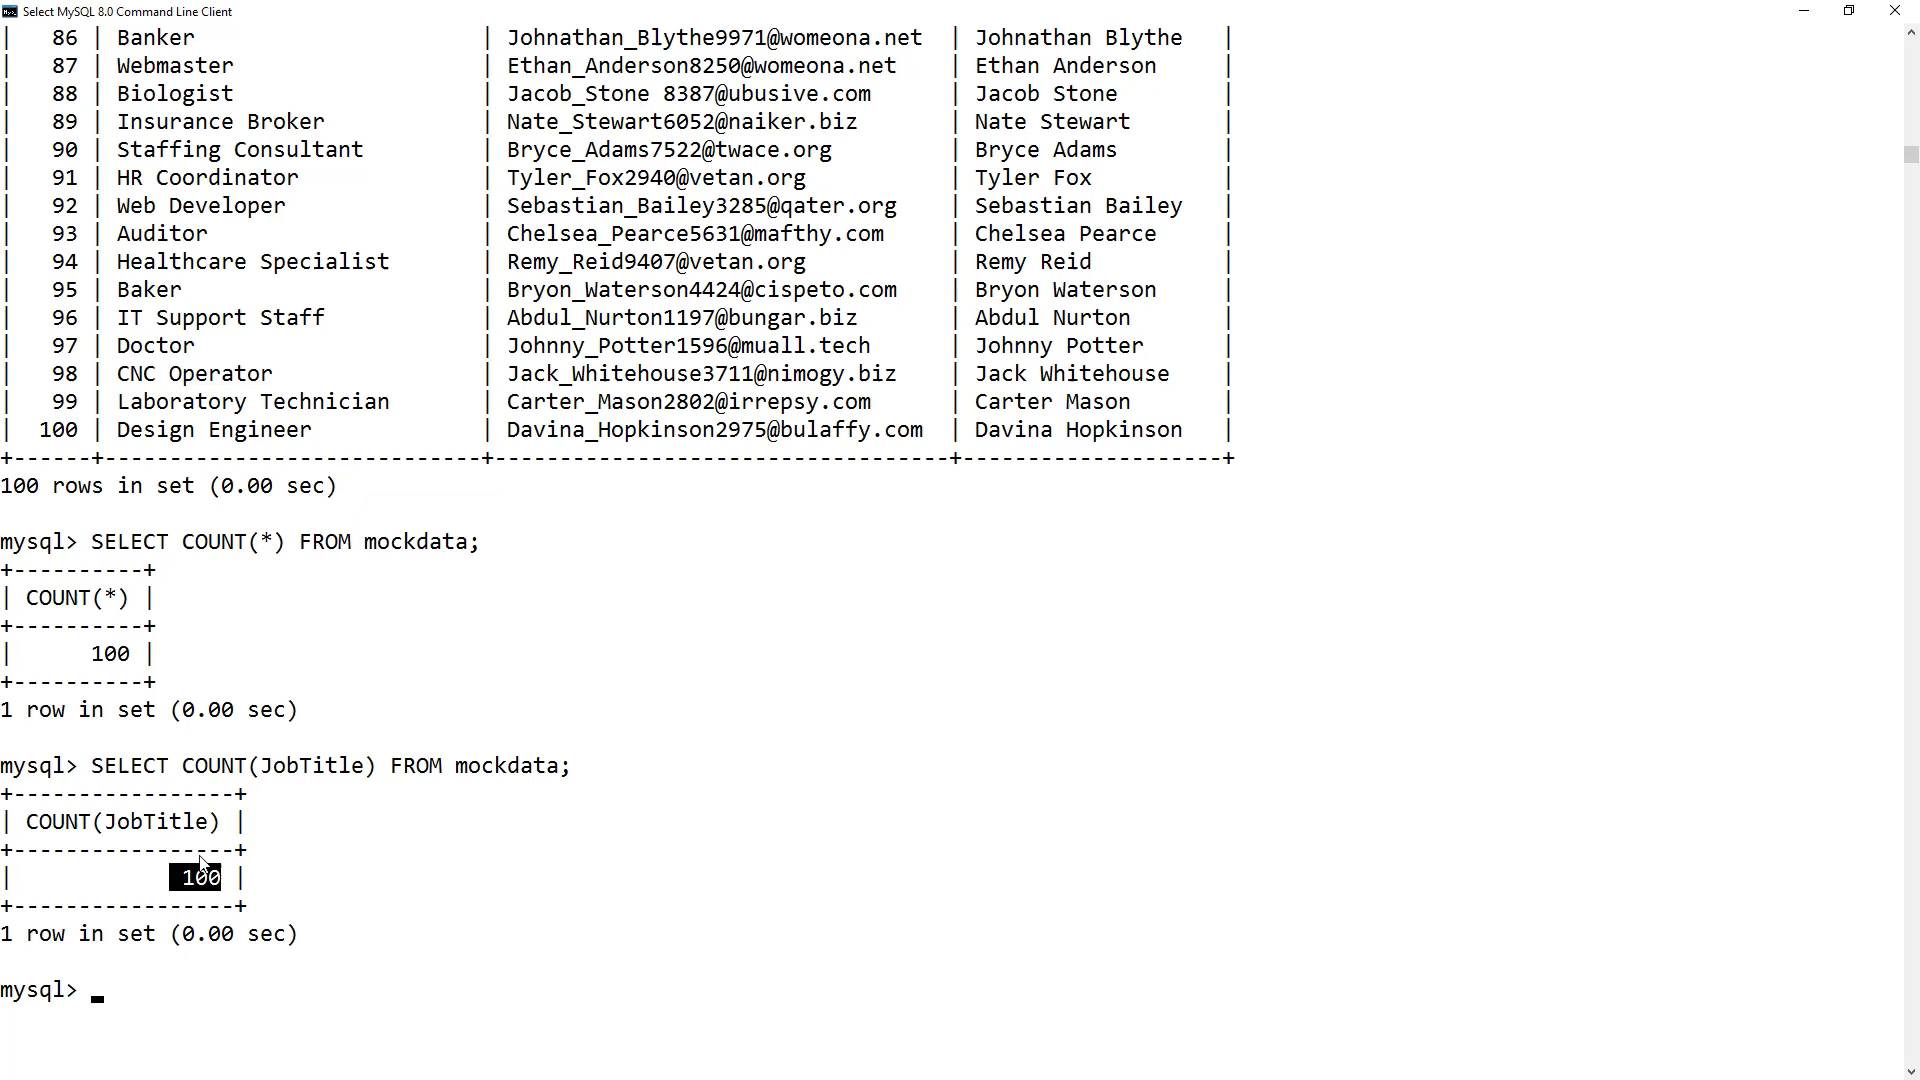 Select MySQL 8.0 Command Line Client
|   86 | Banker                      | Johnathan_Blythe9971@womeona.net  | Johnathan Blythe   |
|   87 | Webmaster                   | Ethan_Anderson8250@womeona.net    | Ethan Anderson     |
|   88 | Biologist                   | Jacob_Stone 8387@ubusive.com      | Jacob Stone        |
|   89 | Insurance Broker            | Nate_Stewart6052@naiker.biz       | Nate Stewart       |
|   90 | Staffing Consultant         | Bryce_Adams7522@twace.org         | Bryce Adams        |
|   91 | HR Coordinator              | Tyler_Fox2940@vetan.org           | Tyler Fox          |
|   92 | Web Developer               | Sebastian_Bailey3285@qater.org    | Sebastian Bailey   |
|   93 | Auditor                     | Chelsea_Pearce5631@mafthy.com     | Chelsea Pearce     |
|   94 | Healthcare Specialist       | Remy_Reid9407@vetan.org           | Remy Reid          |
|   95 | Baker                       | Bryon_Waterson4424@cispeto.com    | Bryon Waterson     |
|   96 | IT Support Staff            | Abdul_Nurton1197@bungar.biz       | Abdul Nurton       |
|   97 | Doctor                      | Johnny_Potter1596@muall.tech      | Johnny Potter      |
|   98 | CNC Operator                | Jack_Whitehouse3711@nimogy.biz    | Jack Whitehouse    |
|   99 | Laboratory Technician       | Carter_Mason2802@irrepsy.com      | Carter Mason       |
|  100 | Design Engineer             | Davina_Hopkinson2975@bulaffy.com  | Davina Hopkinson   |
+------+-----------------------------+-----------------------------------+--------------------+
100 rows in set (0.00 sec)
mysql> SELECT COUNT(*) FROM mockdata;
+----------+
| COUNT(*) |
+----------+
|      100 |
+----------+
1 row in set (0.00 sec)
mysql> SELECT COUNT(JobTitle) FROM mockdata;
+-----------------+
| COUNT(JobTitle) |
+-----------------+
|             100 |
+-----------------+
1 row in set (0.00 sec)
mysql>